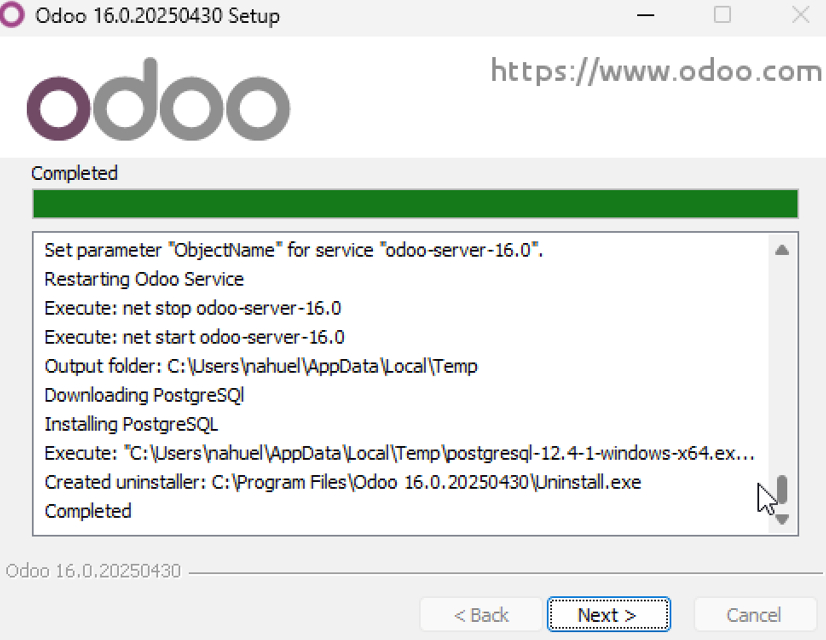 Odoo 16.0.20250430 Setup
odoo
https://www.odoo.com
Completed
Set parameter "ObjectName" for service "odoo-server-16.0".
Restarting Odoo Service
Execute: net stop odoo-server-16.0
Execute: net start odoo-server-16.0
Output folder: C:\Users\nahuel\AppData\Local\Temp
Downloading PostgreSQl
Installing PostgreSQL
Execute: "C:\Users\nahuel\AppData\Local\Temp\postgresql-12.4-1-windows-x64.ex...
Created uninstaller: C:\Program Files\Odoo 16.0.20250430\Uninstall.exe
Completed
Odoo 16.0.20250430
< Back
Next >
Cancel